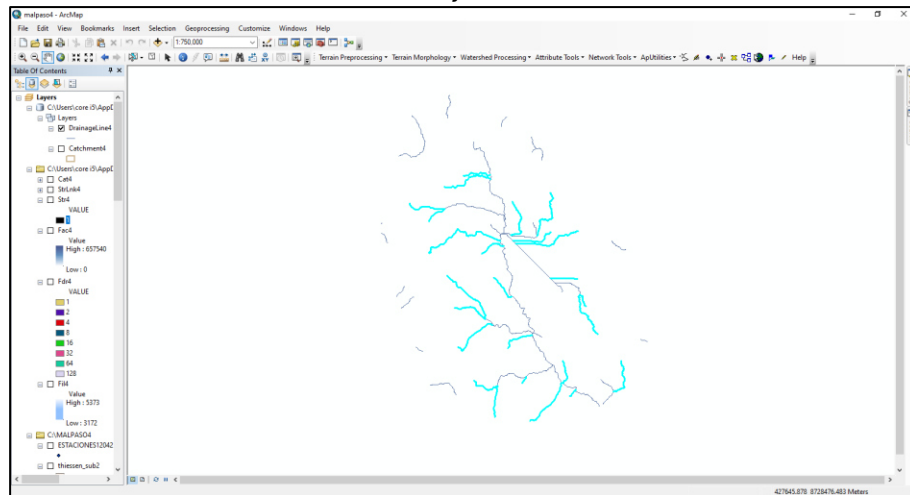 malpaso4 - ArcMap
File Edit View Bookmarks Insert Selection Geoprocessing Customize Windows Help
1:750.000
Terrain Preprocessing Terrain Morphology Watershed Processing Attribute Tools Network Tools ApUtilities Help
Table Of Contents
Layers
C:\Users\core i5\AppD
Layers
DrainageLine4
Catchment4
C:\Users\core i5\AppD
Cat4
StrLnk4
Str4
VALUE
1
Fac4
Value
High : 657540
Low : 0
Fdr4
VALUE
1
2
4
8
16
32
64
128
Fil4
Value
High : 5373
Low : 3172
C:\MALPASO4
ESTACIONES12042
thiessen_sub2
427645.878 8728476.483 Meters